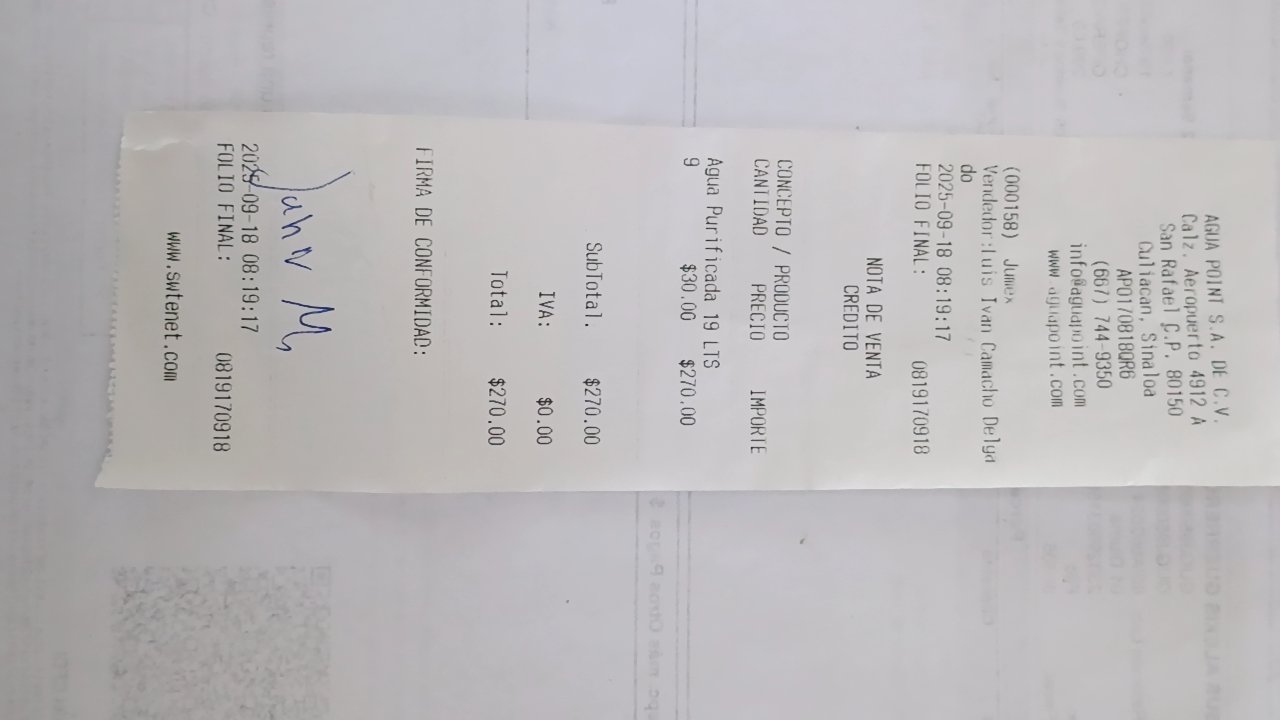 AGUA POINT S.A. DE C.V.
Calz. Aeropuerto 4912 A
San Rafael C.P. 80150
Culiacan, Sinaloa
APO170818QR6
(667) 744-9350
info@aguapoint.com
www.aguapoint.com
(000158) Jumex
Vendedor:Luis Ivan Camacho Delga
do
2025-09-18 08:19:17
FOLIO FINAL: 0819170918
NOTA DE VENTA
CREDITO
CONCEPTO / PRODUCTO
CANTIDAD PRECIO IMPORTE
Agua Purificada 19 LTS
9 $30.00 $270.00
SubTotal: $270.00
IVA: $0.00
Total: $270.00
FIRMA DE CONFORMIDAD:
2025-09-18 08:19:17
FOLIO FINAL: 0819170918
www.swtenet.com